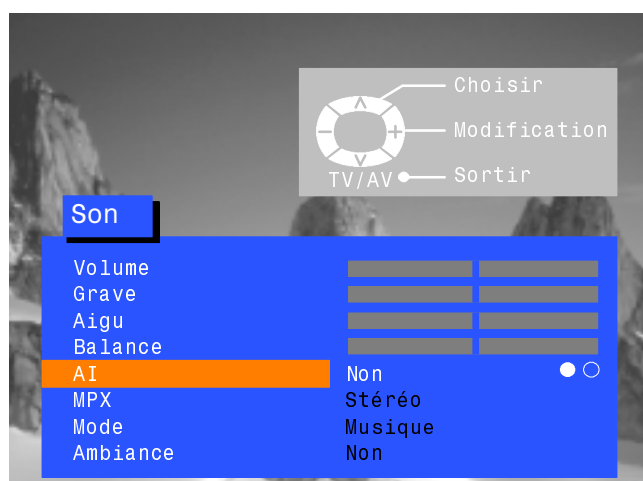 Choisir
Modification
TV/AV Sortir
Son
Volume
Grave
Aigu
Balance
AI Non
MPX Stéréo
Mode Musique
Ambiance Non